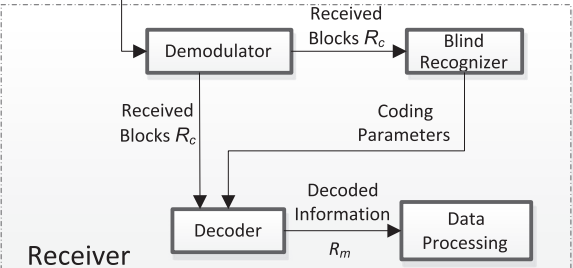 Received
Blocks Rc
Demodulator
Blind
Recognizer
Received
Blocks Rc
Coding
Parameters
Decoded
Information
Rm
Decoder
Data
Processing
Receiver